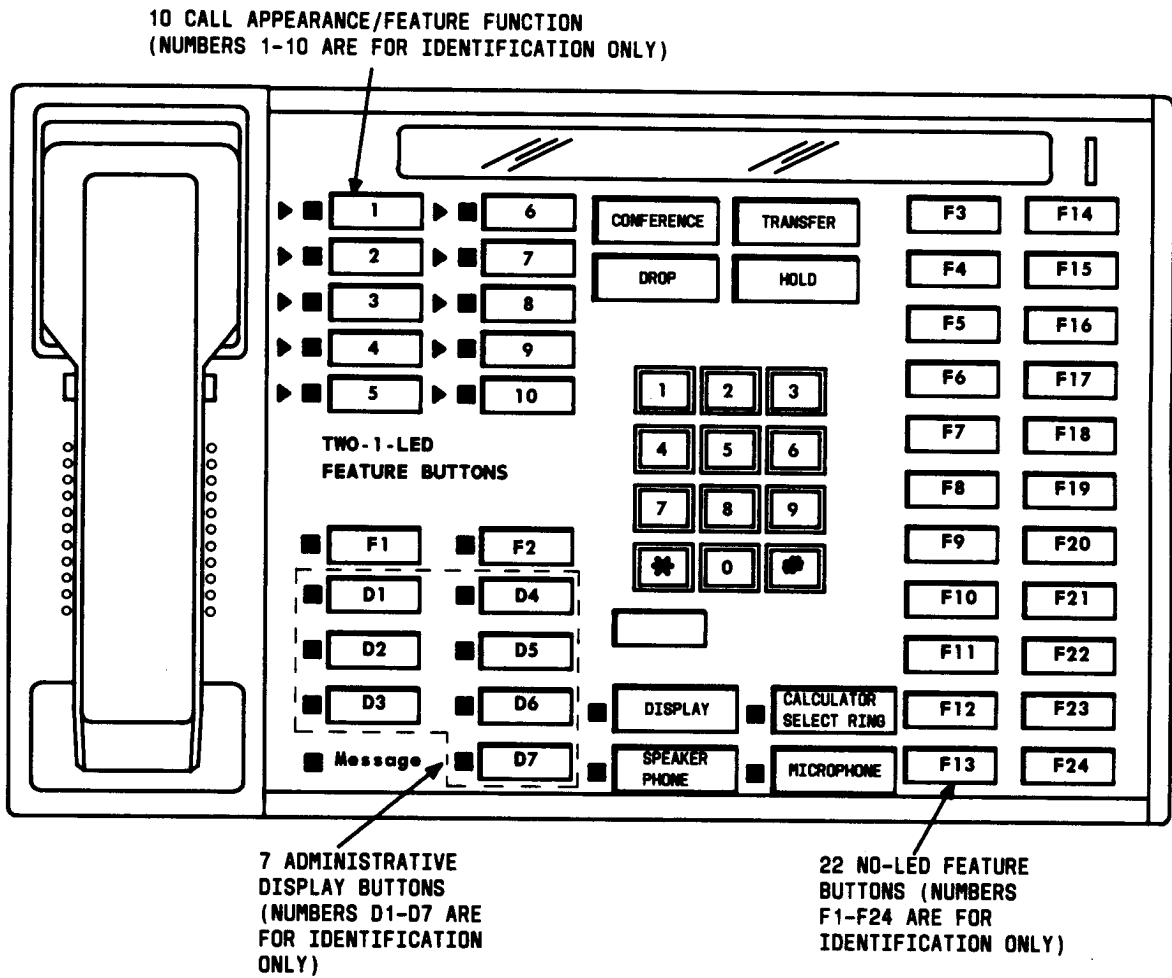 10 CALL APPEARANCE/FEATURE FUNCTION
(NUMBERS 1-10 ARE FOR IDENTIFICATION ONLY)
1
6
2
7
3
8
4
9
5
10
CONFERENCE
TRANSFER
DROP
HOLD
TWO-1-LED
FEATURE BUTTONS
F1
F2
D1
D4
D2
D5
D3
D6
Message
D7
1
2
3
4
5
6
7
8
9
*
0
#
DISPLAY
CALCULATOR
SELECT RING
SPEAKER
PHONE
MICROPHONE
F3
F14
F4
F15
F5
F16
F6
F17
F7
F18
F8
F19
F9
F20
F10
F21
F11
F22
F12
F23
F13
F24
7 ADMINISTRATIVE
DISPLAY BUTTONS
(NUMBERS D1-D7 ARE
FOR IDENTIFICATION
ONLY)
22 NO-LED FEATURE
BUTTONS (NUMBERS
F1-F24 ARE FOR
IDENTIFICATION ONLY)